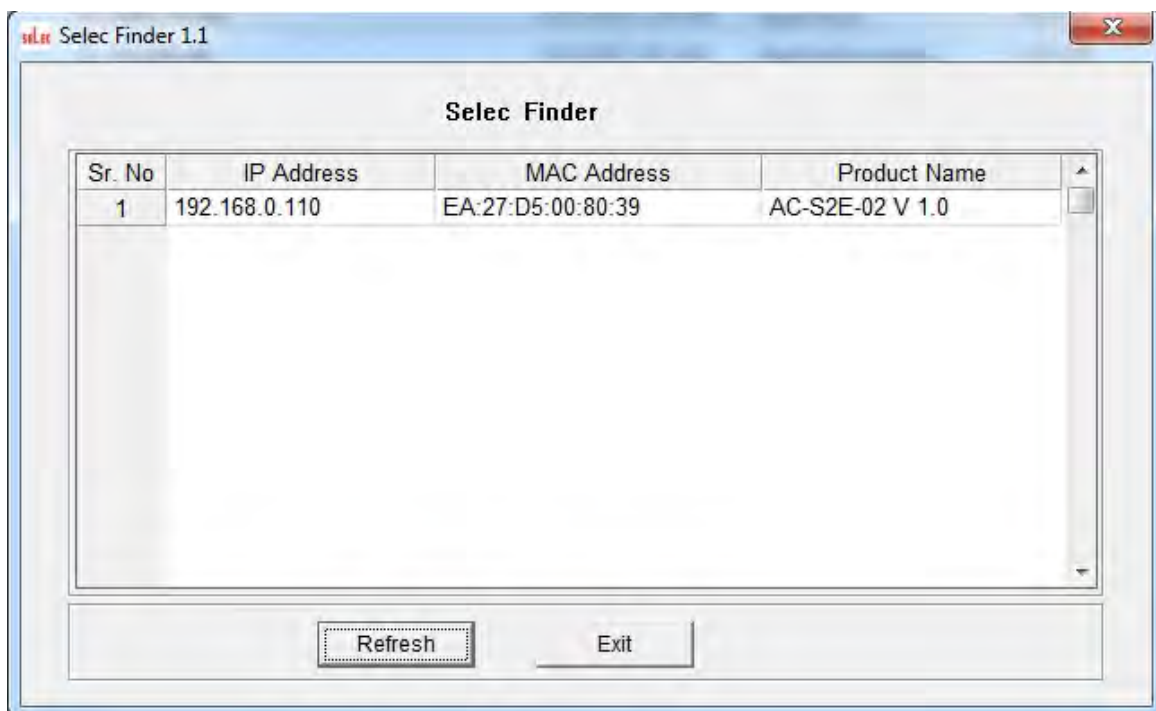 selec Selec Finder 1.1
Selec Finder
Sr. No IP Address MAC Address Product Name
1 192.168.0.110 EA:27:D5:00:80:39 AC-S2E-02 V 1.0
Refresh Exit